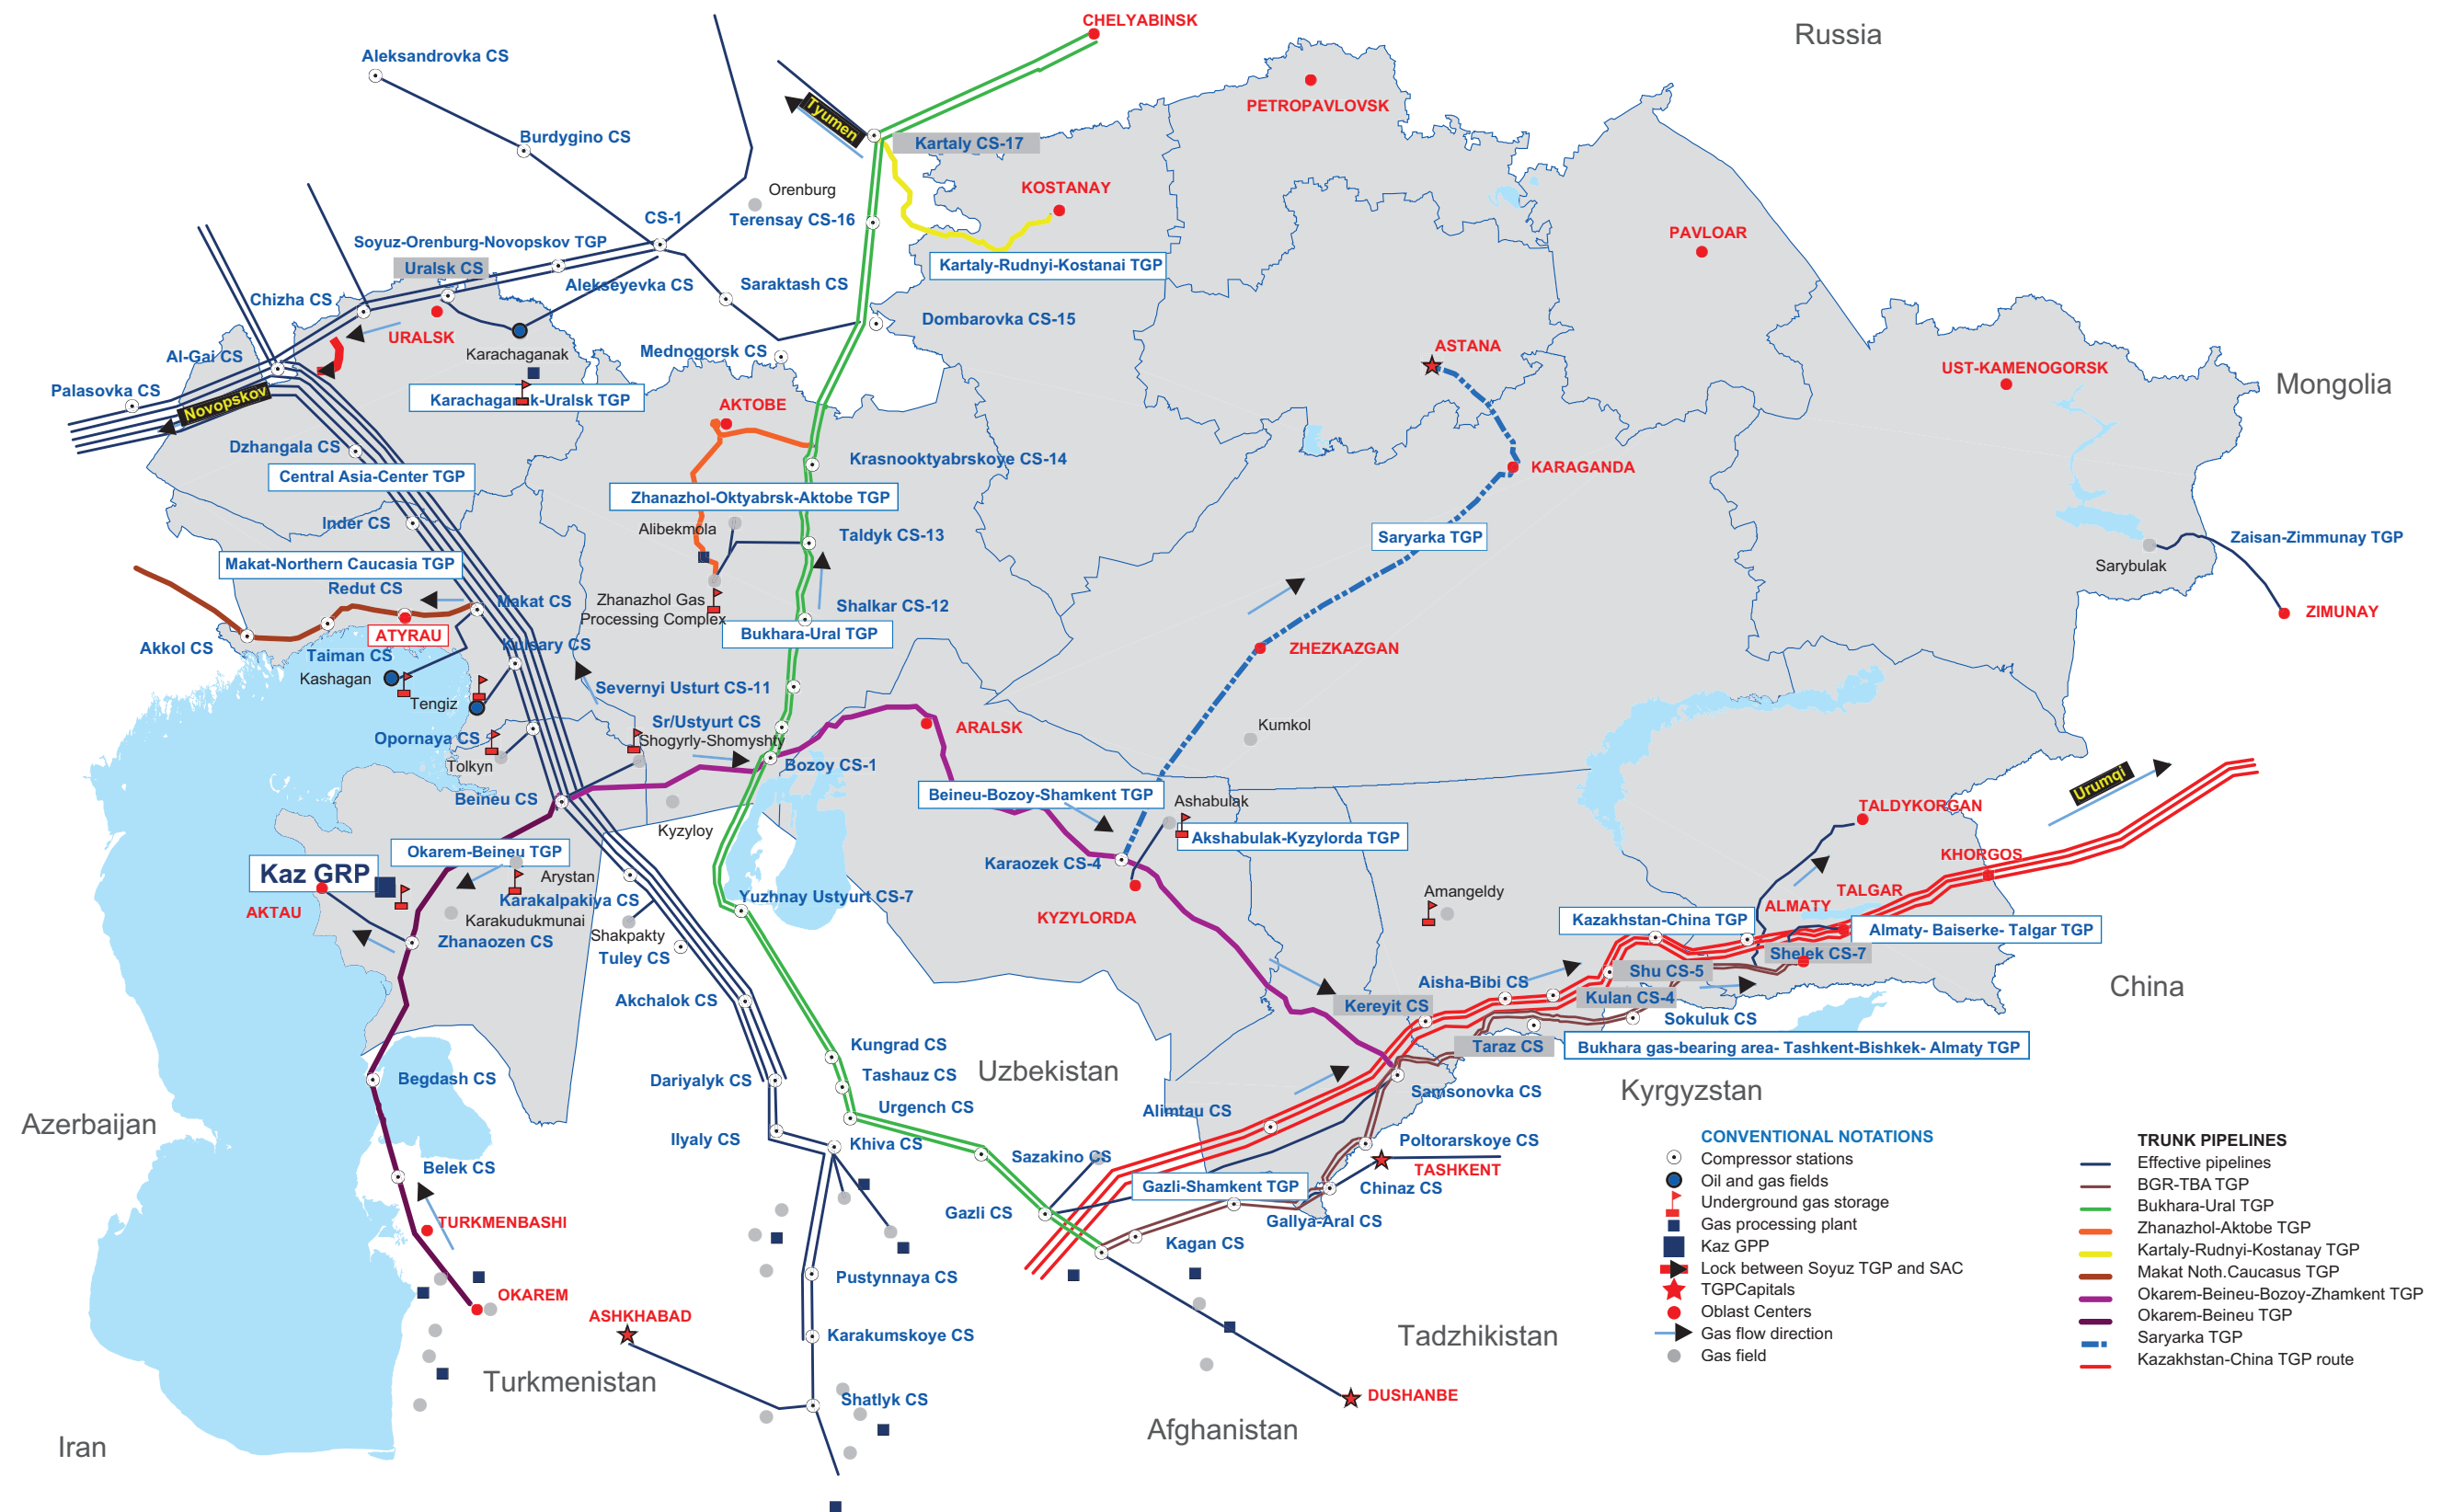 CHELYABINSK
Russia
Aleksandrovka CS
PETROPAVLOVSK
Tyumen
Burdygino CS
Kartaly CS-17
Orenburg
KOSTANAY
CS-1
Terensay CS-16
PAVLOAR
Soyuz-Orenburg-Novopskov TGP
Uralsk CS
Kartaly-Rudnyi-Kostanai TGP
Alekseyevka CS
Saraktash CS
Chizha CS
Dombarovka CS-15
URALSK
Karachaganak
Mednogorsk CS
ASTANA
Al-Gai CS
UST-KAMENOGORSK
Mongolia
Palasovka CS
Novopskov
Karachaganak-Uralsk TGP
AKTOBE
Dzhangala CS
Krasnooktyabrskoye CS-14
KARAGANDA
Central Asia-Center TGP
Zhanazhol-Oktyabrsk-Aktobe TGP
Inder CS
Alibekmola
Taldyk CS-13
Saryarka TGP
Zaisan-Zimmunay TGP
Makat-Northern Caucasia TGP
Sarybulak
Redut CS
Makat CS
Zhanazhol Gas
Processing Complex
Shalkar CS-12
ZIMUNAY
ATYRAU
Bukhara-Ural TGP
Akkol CS
Kulsary CS
Taiman CS
ZHEZKAZGAN
Kashagan
Severnyi Usturt CS-11
Tengiz
Sr/Ustyurt CS
ARALSK
Kumkol
Opornaya CS
Shogyrly-Shomyshty
Tolkyn
Bozoy CS-1
Urumqi
Beineu CS
Beineu-Bozoy-Shamkent TGP
Ashabulak
TALDYKORGAN
Kyzyloy
Akshabulak-Kyzylorda TGP
Okarem-Beineu TGP
KHORGOS
Kaz GRP
Arystan
Karaozek CS-4
Karakalpakiya CS
Yuzhnay Ustyurt CS-7
Amangeldy
TALGAR
ALMATY
AKTAU
Karakudukmunai
KYZYLORDA
Kazakhstan-China TGP
Almaty- Baiserke- Talgar TGP
Shakpakty
Zhanaozen CS
Tuley CS
Shelek CS-7
Shu CS-5
Aisha-Bibi CS
China
Akchalok CS
Kereyit CS
Kulan CS-4
Sokuluk CS
Kungrad CS
Taraz CS
Bukhara gas-bearing area- Tashkent-Bishkek- Almaty TGP
Uzbekistan
Tashauz CS
Begdash CS
Dariyalyk CS
Samsonovka CS
Kyrgyzstan
Urgench CS
Alimtau CS
Azerbaijan
Ilyaly CS
Khiva CS
Poltorarskoye CS
Sazakino CS
TASHKENT
Belek CS
Gazli-Shamkent TGP
Chinaz CS
Gazli CS
Gallya-Aral CS
TURKMENBASHI
Kagan CS
Pustynnaya CS
OKAREM
ASHKHABAD
Karakumskoye CS
Tadzhikistan
Turkmenistan
DUSHANBE
Shatlyk CS
Afghanistan
Iran
CONVENTIONAL NOTATIONS
Compressor stations
Oil and gas fields
Underground gas storage
Gas processing plant
Kaz GPP
Lock between Soyuz TGP and SAC
TGPCapitals
Oblast Centers
Gas flow direction
Gas field
TRUNK PIPELINES
Effective pipelines
BGR-TBA TGP
Bukhara-Ural TGP
Zhanazhol-Aktobe TGP
Kartaly-Rudnyi-Kostanay TGP
Makat Noth.Caucasus TGP
Okarem-Beineu-Bozoy-Zhamkent TGP
Okarem-Beineu TGP
Saryarka TGP
Kazakhstan-China TGP route